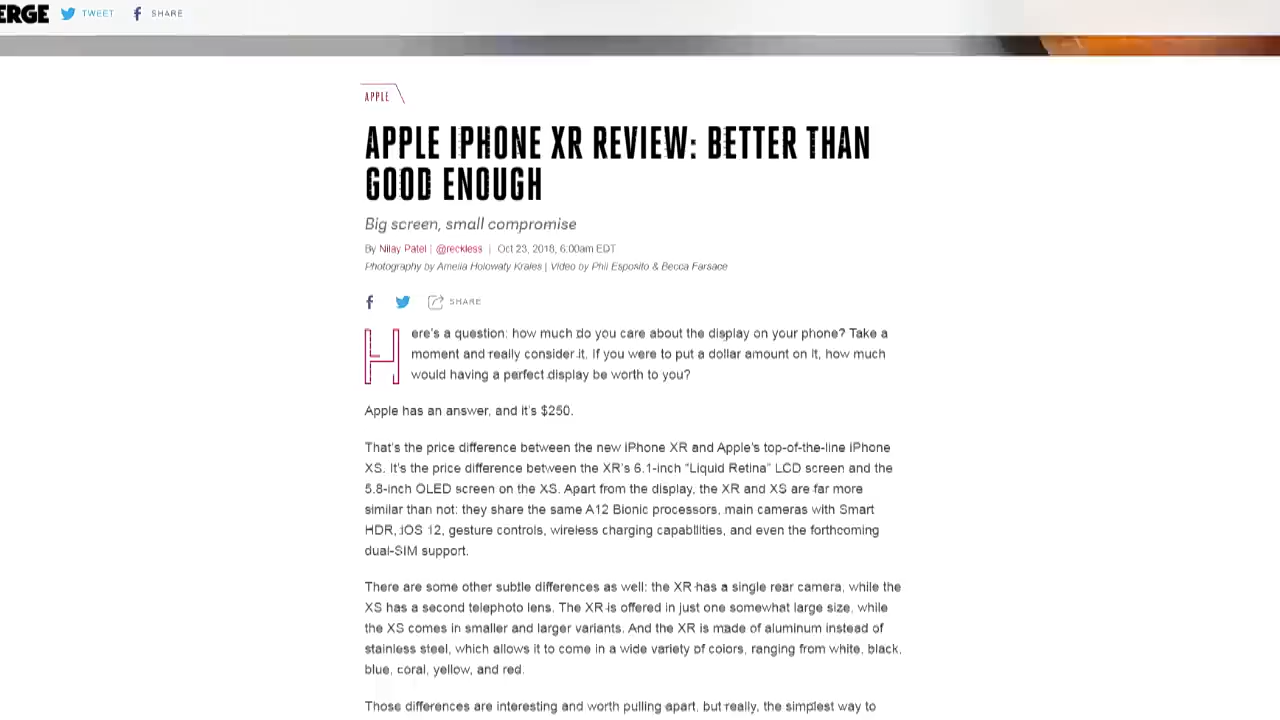 ERGE TWEET SHARE
APPLE
APPLE IPHONE XR REVIEW: BETTER THAN
GOOD ENOUGH
Big screen, small compromise
By Nilay Patel | @reckless | Oct 23, 2018, 6:00am EDT
Photography by Amelia Holowaty Krales | Video by Phil Esposito & Becca Farsace
SHARE
Here's a question: how much do you care about the display on your phone? Take a
moment and really consider it. If you were to put a dollar amount on it, how much
would having a perfect display be worth to you?
Apple has an answer, and it's $250.
That's the price difference between the new iPhone XR and Apple's top-of-the-line iPhone
XS. It's the price difference between the XR's 6.1-inch "Liquid Retina" LCD screen and the
5.8-inch OLED screen on the XS. Apart from the display, the XR and XS are far more
similar than not: they share the same A12 Bionic processors, main cameras with Smart
HDR, iOS 12, gesture controls, wireless charging capabilities, and even the forthcoming
dual-SIM support.
There are some other subtle differences as well: the XR has a single rear camera, while the
XS has a second telephoto lens. The XR is offered in just one somewhat large size, while
the XS comes in smaller and larger variants. And the XR is made of aluminum instead of
stainless steel, which allows it to come in a wide variety of colors, ranging from white, black,
blue, coral, yellow, and red.
Those differences are interesting and worth pulling apart, but really, the simplest way to